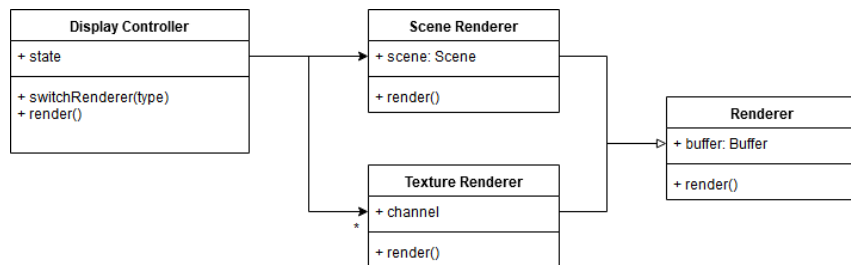 Display Controller
+ state
+ switchRenderer(type)
+ render()
Scene Renderer
+ scene: Scene
+ render()
Texture Renderer
+ channel
*
+ render()
Renderer
+ buffer: Buffer
+ render()